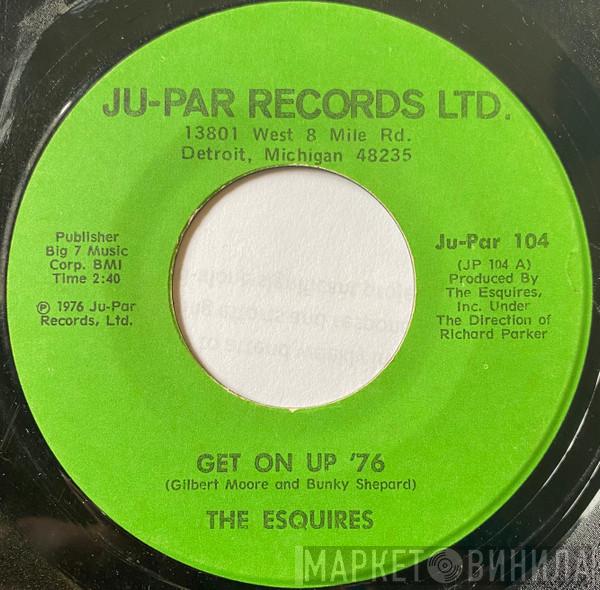 JU-PAR RECORDS LTD.
13801 West 8 Mile Rd.
Detroit, Michigan 48235
Publisher
Big 7 Music
Corp. BMI
Time 2:40
℗ 1976 Ju-Par
Records, Ltd.
Ju-Par 104
(JP 104 A)
Produced By
The Esquires,
Inc. Under
The Direction of
Richard Parker
GET ON UP '76
(Gilbert Moore and Bunky Shepard)
THE ESQUIRES
МАРКЕТ ВИНИЛА